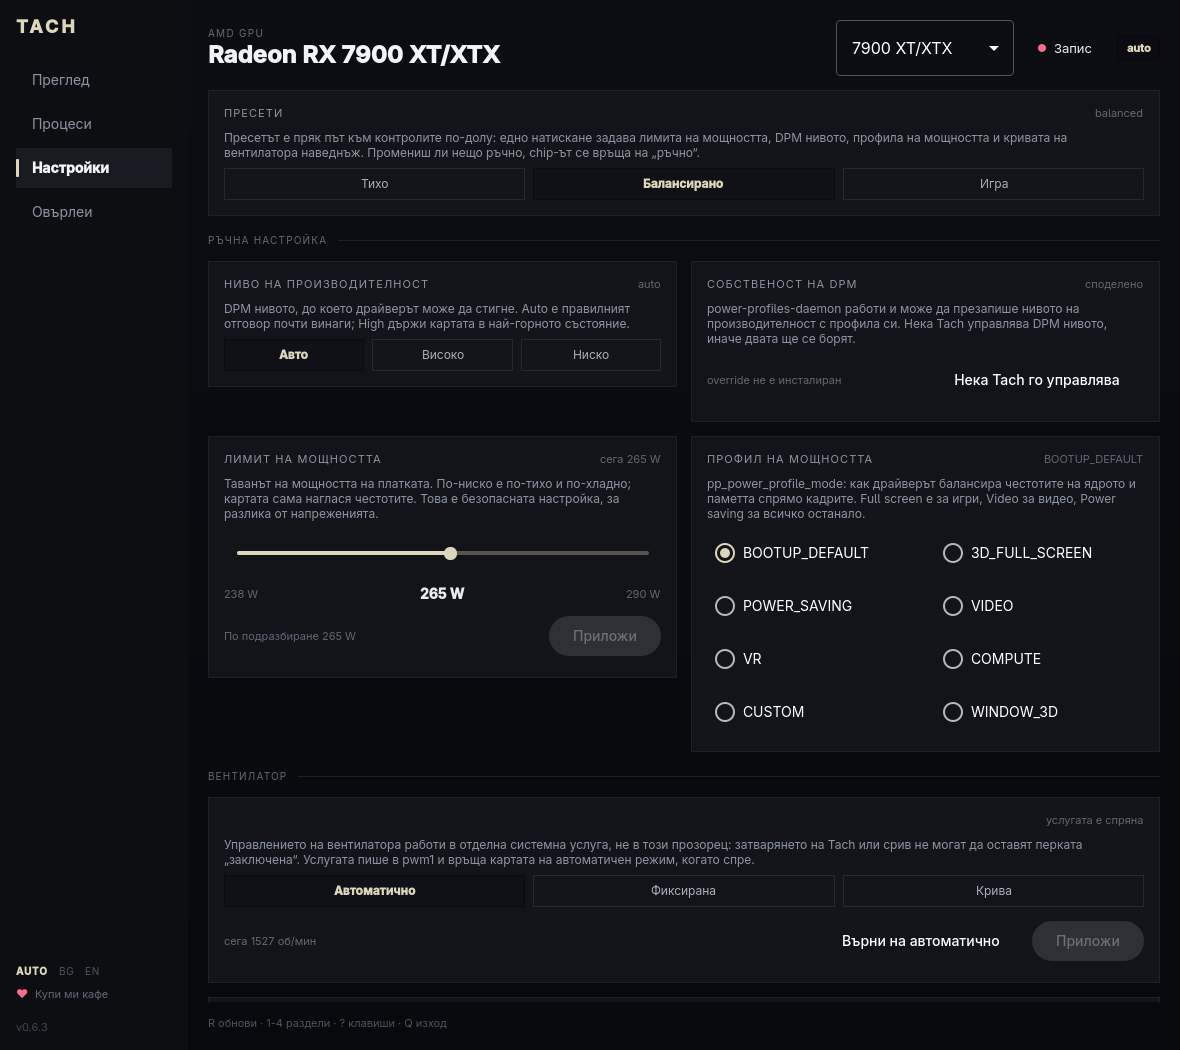 TACH
Преглед
Процеси
Настройки
Овърлеи
AUTO BG EN
Купи ми кафе
v0.6.3
AMD GPU
Radeon RX 7900 XT/XTX
7900 XT/XTX
Запис
auto
ПРЕСЕТИ
balanced
Пресетът е пряк път към контролите по-долу: едно натискане задава лимита на мощността, DPM нивото, профила на мощността и кривата на
вентилатора наведнъж. Промениш ли нещо ръчно, chip-ът се връща на „ръчно“.
Тихо
Балансирано
Игра
РЪЧНА НАСТРОЙКА
НИВО НА ПРОИЗВОДИТЕЛНОСТ
auto
DPM нивото, до което драйверът може да стигне. Auto е правилният
отговор почти винаги; High държи картата в най-горното състояние.
Авто
Високо
Ниско
СОБСТВЕНОСТ НА DPM
споделено
power-profiles-daemon работи и може да презапише нивото на
производителност с профила си. Нека Tach управлява DPM нивото,
иначе двата ще се борят.
override не е инсталиран
Нека Tach го управлява
ЛИМИТ НА МОЩНОСТТА
сега 265 W
Таванът на мощността на платката. По-ниско е по-тихо и по-хладно;
картата сама наглася честотите. Това е безопасната настройка, за
разлика от напреженията.
238 W
265 W
290 W
По подразбиране 265 W
Приложи
ПРОФИЛ НА МОЩНОСТТА
BOOTUP_DEFAULT
pp_power_profile_mode: как драйверът балансира честотите на ядрото и
паметта спрямо кадрите. Full screen е за игри, Video за видео, Power
saving за всичко останало.
BOOTUP_DEFAULT
3D_FULL_SCREEN
POWER_SAVING
VIDEO
VR
COMPUTE
CUSTOM
WINDOW_3D
ВЕНТИЛАТОР
услугата е спряна
Управлението на вентилатора работи в отделна системна услуга, не в този прозорец: затварянето на Tach или срив не могат да оставят перката
„заключена“. Услугата пише в pwm1 и връща картата на автоматичен режим, когато спре.
Автоматично
Фиксирана
Крива
сега 1527 об/мин
Върни на автоматично
Приложи
R обнови · 1-4 раздели · ? клавиши · Q изход